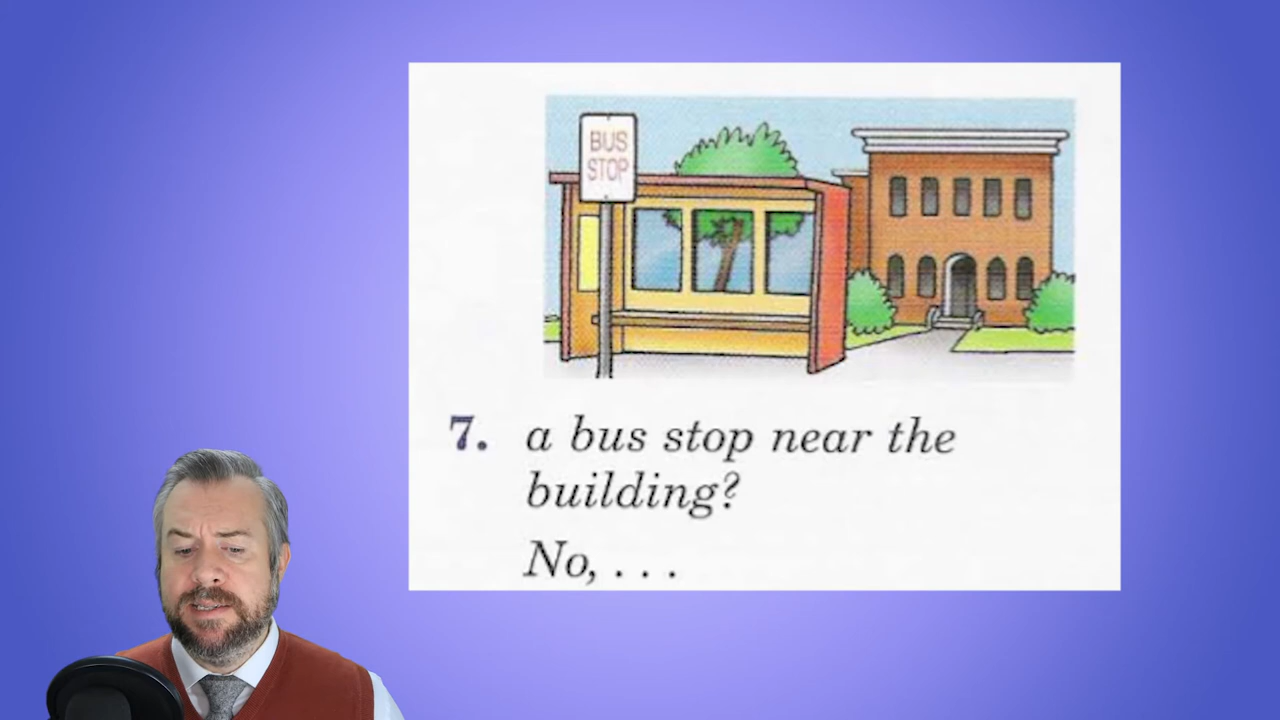 BUS
STOP
7. a bus stop near the
building?
No, . . .